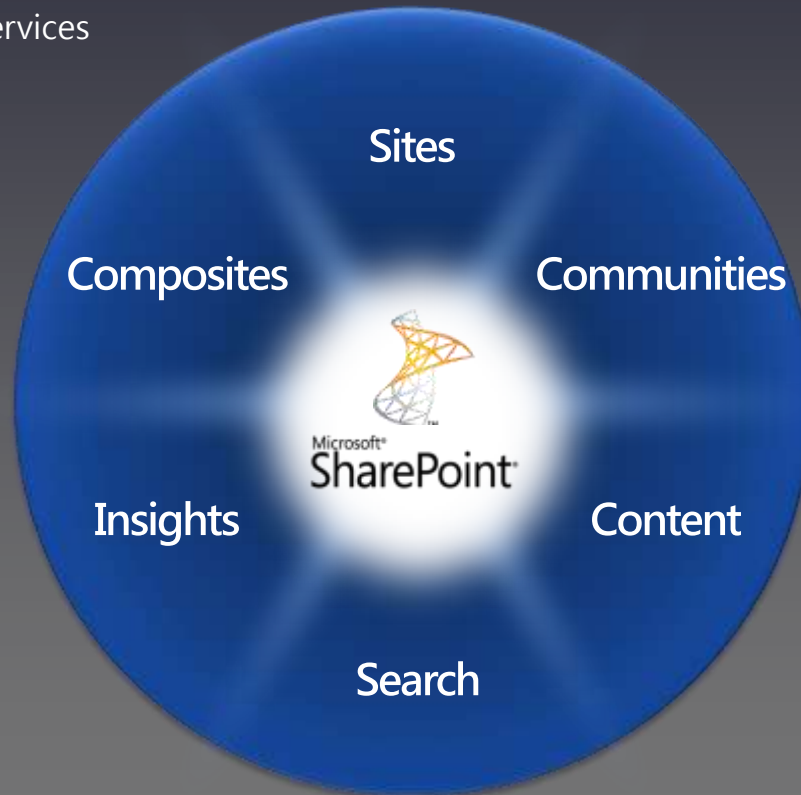 ervices
Sites
Composites
Communities
Microsoft®
SharePoint®
Insights
Content
Search